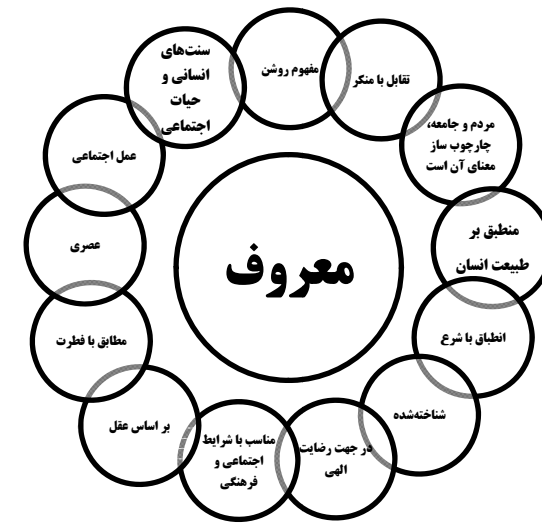 معروف
مفهوم روشن
تقابل با منکر
مردم و جامعه،
چارچوب ساز
معنای آن است
منطبق بر
طبیعت انسان
انطباق با شرع
شناخته‌شده
در جهت رضایت
الهی
متناسب با شرایط
اجتماعی و
فرهنگی
بر اساس عقل
مطابق با فطرت
عصری
عمل اجتماعی
سنت‌های
انسانی و
حیات
اجتماعی